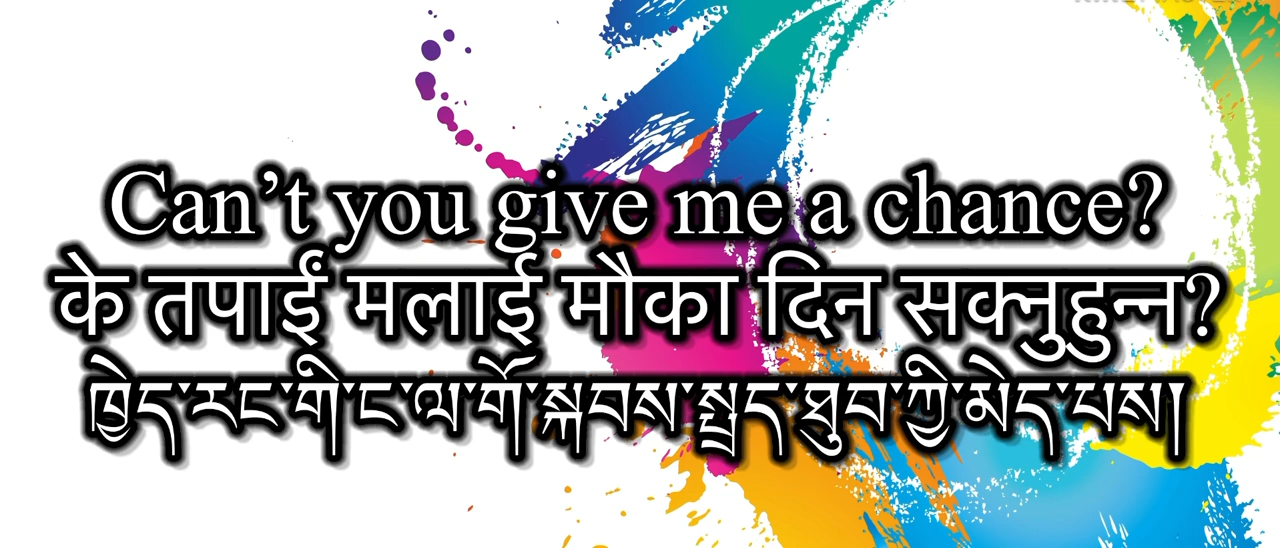 Can’t you give me a chance?
के तपाईं मलाई मौका दिन सक्नुहुन्न?
ཁྱེད་རང་གི་ང་ལ་གོ་སྐབས་སྤྲད་ཐུབ་ཀྱི་མེད་པས།